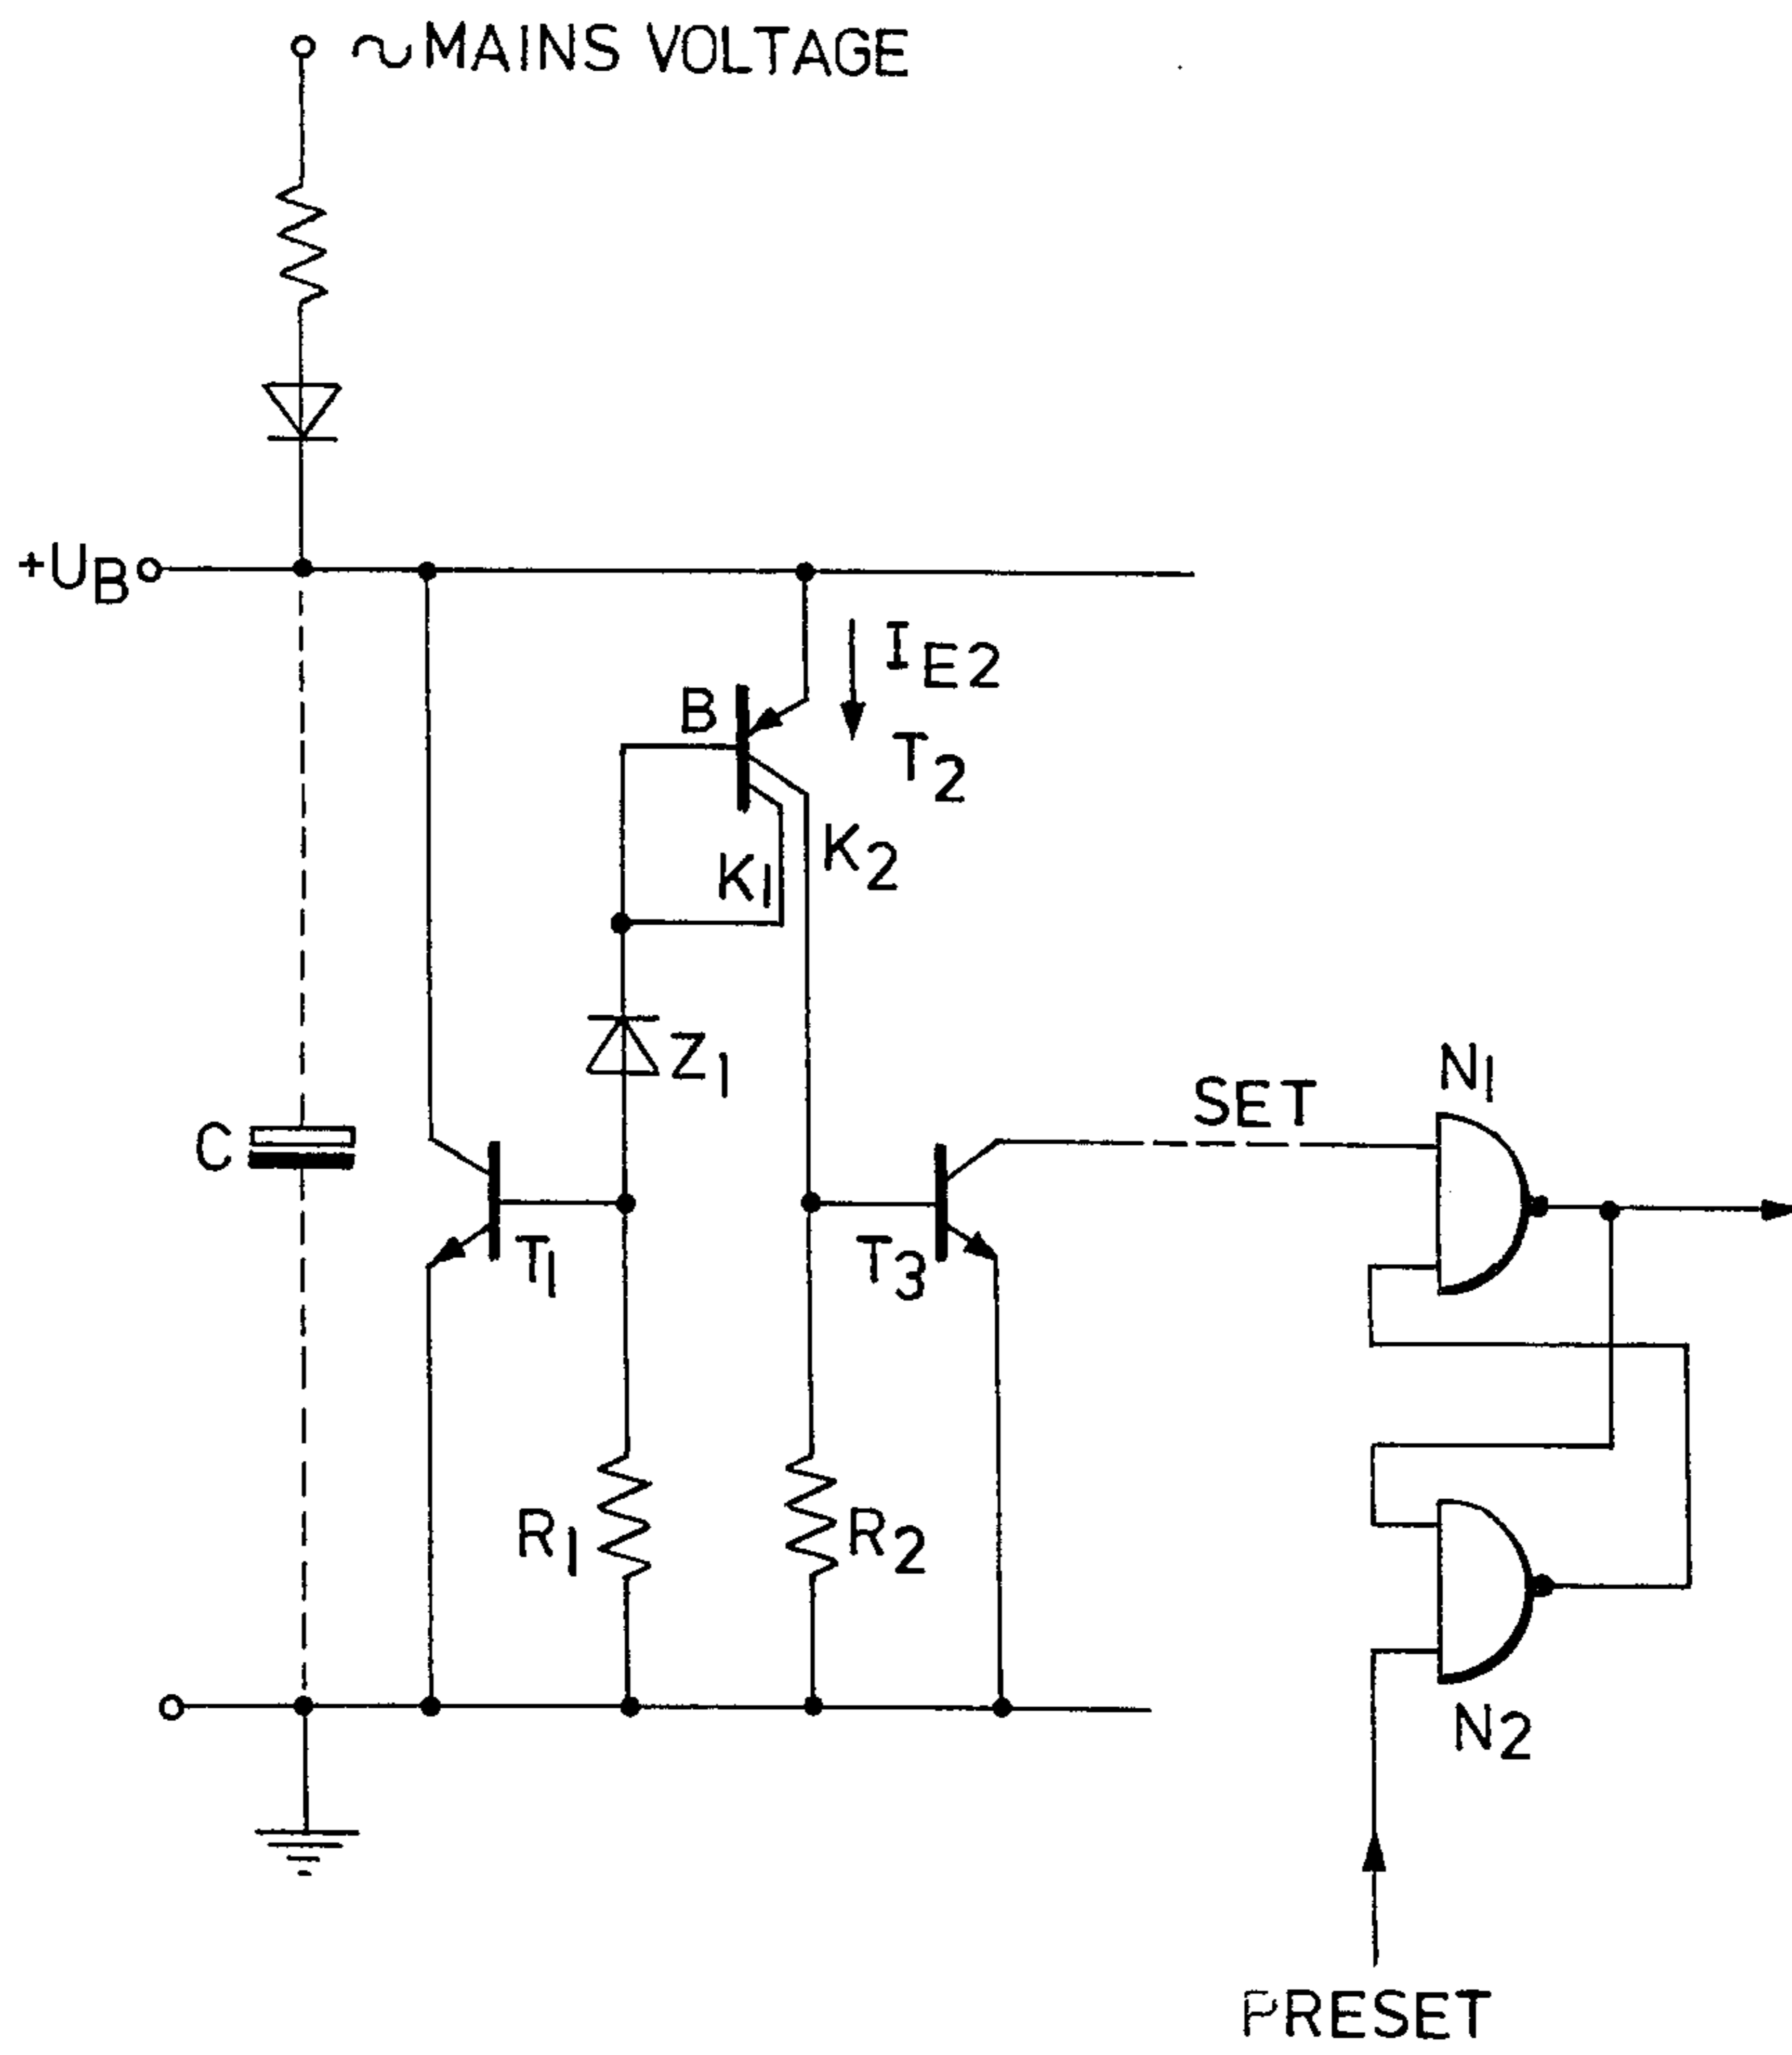 ~MAINS VOLTAGE
+UB
IE2
B
T2
K2
K1
Z1
N1
SET
C
T1
T3
R1
R2
N2
PRESET